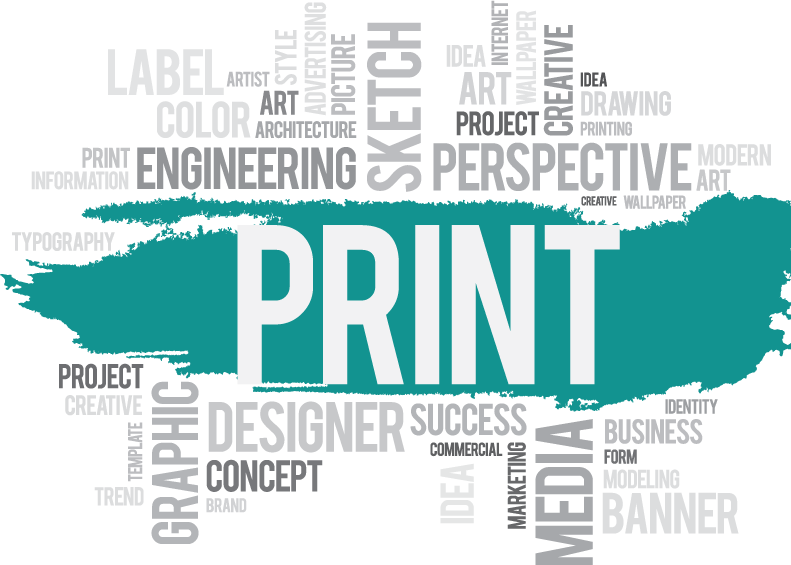 LABEL
ARTIST
STYLE
ADVERTISING
PICTURE
SKETCH
IDEA
INTERNET
WALLPAPER
CREATIVE
IDEA
COLOR
ART
ARCHITECTURE
ART
PROJECT
DRAWING
PRINTING
PRINT
INFORMATION
ENGINEERING
PERSPECTIVE
MODERN
ART
CREATIVE
WALLPAPER
TYPOGRAPHY
PRINT
PROJECT
CREATIVE
TEMPLATE
TREND
GRAPHIC
DESIGNER
CONCEPT
BRAND
SUCCESS
COMMERCIAL
IDEA
MARKETING
MEDIA
IDENTITY
BUSINESS
FORM
MODELING
BANNER